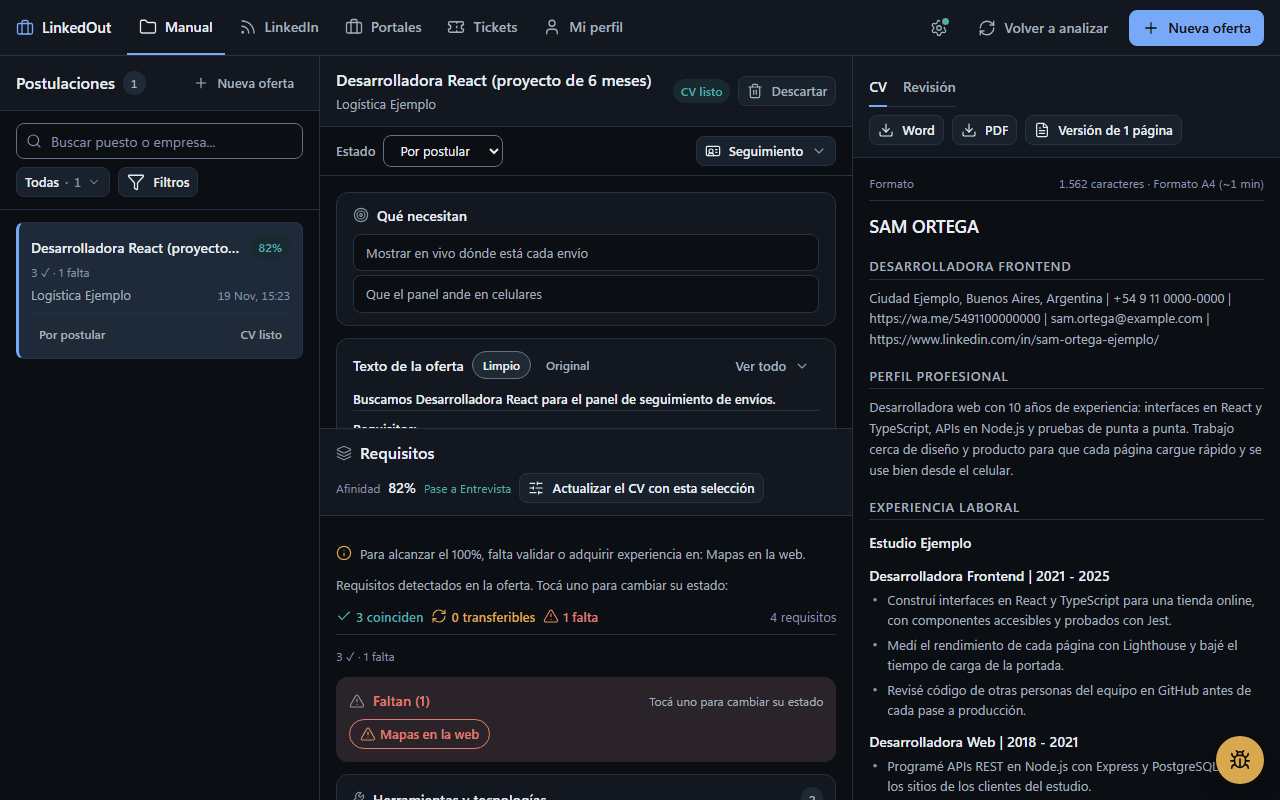 LinkedOut
Manual
LinkedIn
Portales
Tickets
Mi perfil
Volver a analizar
Nueva oferta
Postulaciones 1
Nueva oferta
Buscar puesto o empresa...
Todas · 1
Filtros
Desarrolladora React (proyecto... 82%
3 ✓ · 1 falta
Logística Ejemplo 19 Nov, 15:23
Por postular CV listo
Desarrolladora React (proyecto de 6 meses)
Logística Ejemplo
CV listo
Descartar
Estado Por postular
Seguimiento
Qué necesitan
Mostrar en vivo dónde está cada envío
Que el panel ande en celulares
Texto de la oferta Limpio Original Ver todo
Buscamos Desarrolladora React para el panel de seguimiento de envíos.
Requisitos:
Requisitos
Afinidad 82% Pase a Entrevista Actualizar el CV con esta selección
Para alcanzar el 100%, falta validar o adquirir experiencia en: Mapas en la web.
Requisitos detectados en la oferta. Tocá uno para cambiar su estado:
3 coinciden 0 transferibles 1 falta 4 requisitos
3 ✓ · 1 falta
Faltan (1) Tocá uno para cambiar su estado
Mapas en la web
Herramientas y tecnologías
CV Revisión
Word PDF Versión de 1 página
Formato 1.562 caracteres · Formato A4 (~1 min)
SAM ORTEGA
DESARROLLADORA FRONTEND
Ciudad Ejemplo, Buenos Aires, Argentina | +54 9 11 0000-0000 |
https://wa.me/5491100000000 | sam.ortega@example.com |
https://www.linkedin.com/in/sam-ortega-ejemplo/
PERFIL PROFESIONAL
Desarrolladora web con 10 años de experiencia: interfaces en React y
TypeScript, APIs en Node.js y pruebas de punta a punta. Trabajo
cerca de diseño y producto para que cada página cargue rápido y se
use bien desde el celular.
EXPERIENCIA LABORAL
Estudio Ejemplo
Desarrolladora Frontend | 2021 - 2025
• Construí interfaces en React y TypeScript para una tienda online,
con componentes accesibles y probados con Jest.
• Medí el rendimiento de cada página con Lighthouse y bajé el
tiempo de carga de la portada.
• Revisé código de otras personas del equipo en GitHub antes de
cada pase a producción.
Desarrolladora Web | 2018 - 2021
• Programé APIs REST en Node.js con Express y PostgreSQL
los sitios de los clientes del estudio.